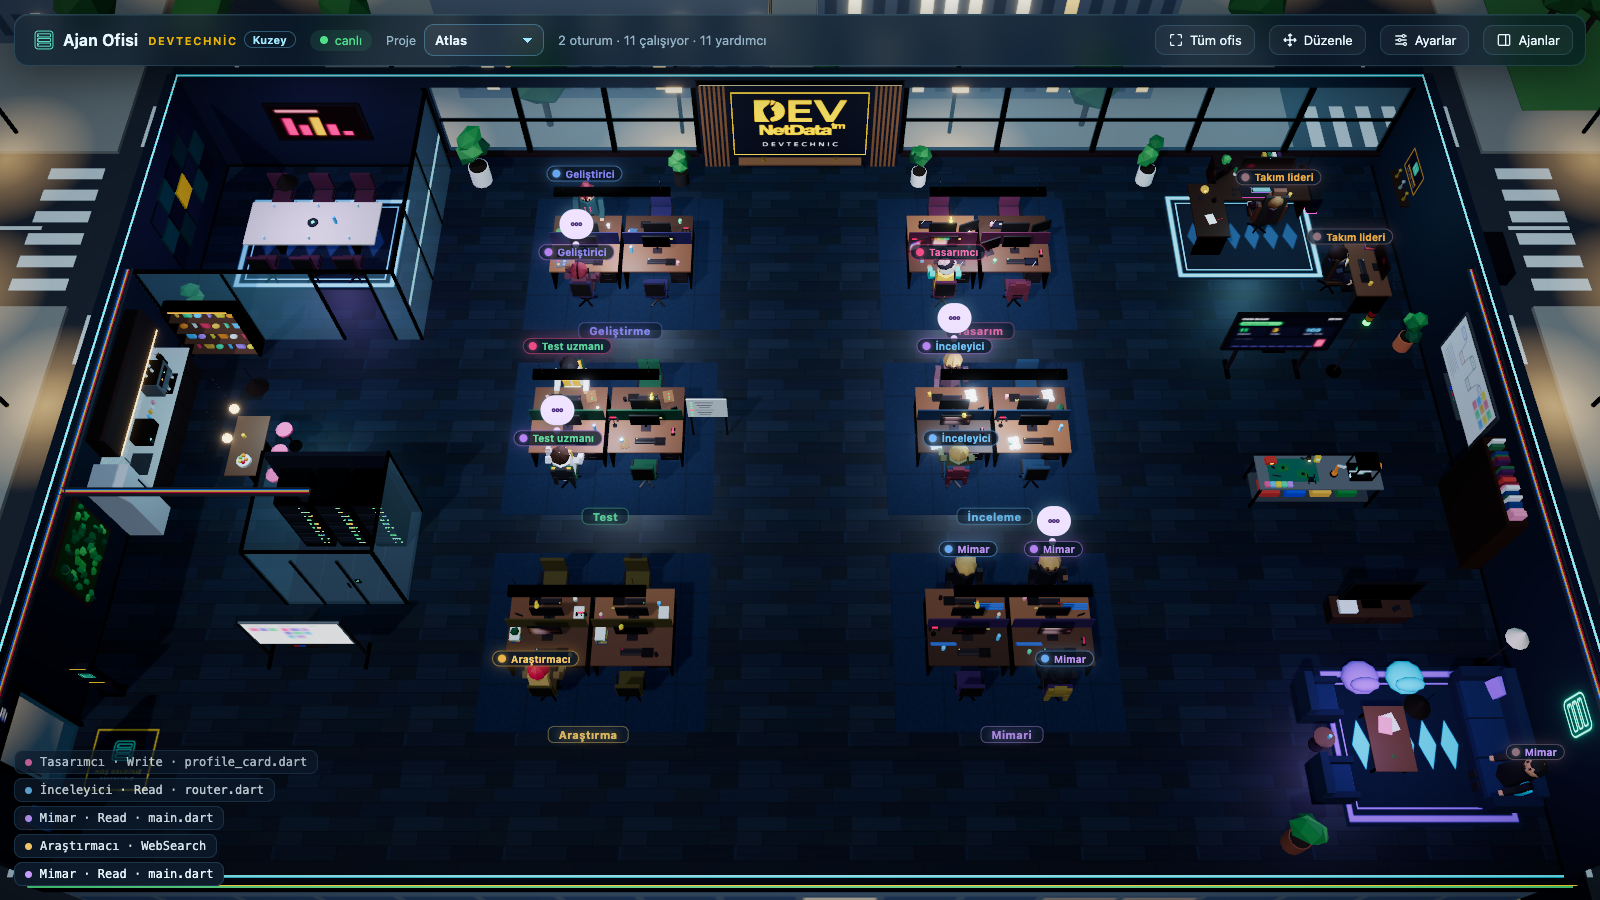 Ajan Ofisi DEVTECHNIC Kuzey canlı Proje Atlas 2 oturum · 11 çalışıyor · 11 yardımcı Tüm ofis Düzenle Ayarlar Ajanlar
DEV
NetData™
DEVTECHNIC
Geliştirici
Takım lideri
Takım lideri
Geliştirici
Tasarımcı
Geliştirme
Tasarım
Test uzmanı
İnceleyici
Test uzmanı
İnceleyici
Test
İnceleme
Mimar
Mimar
Araştırmacı
Mimar
Araştırma
Mimari
Mimar
Tasarımcı · Write · profile_card.dart
İnceleyici · Read · router.dart
Mimar · Read · main.dart
Araştırmacı · WebSearch
Mimar · Read · main.dart